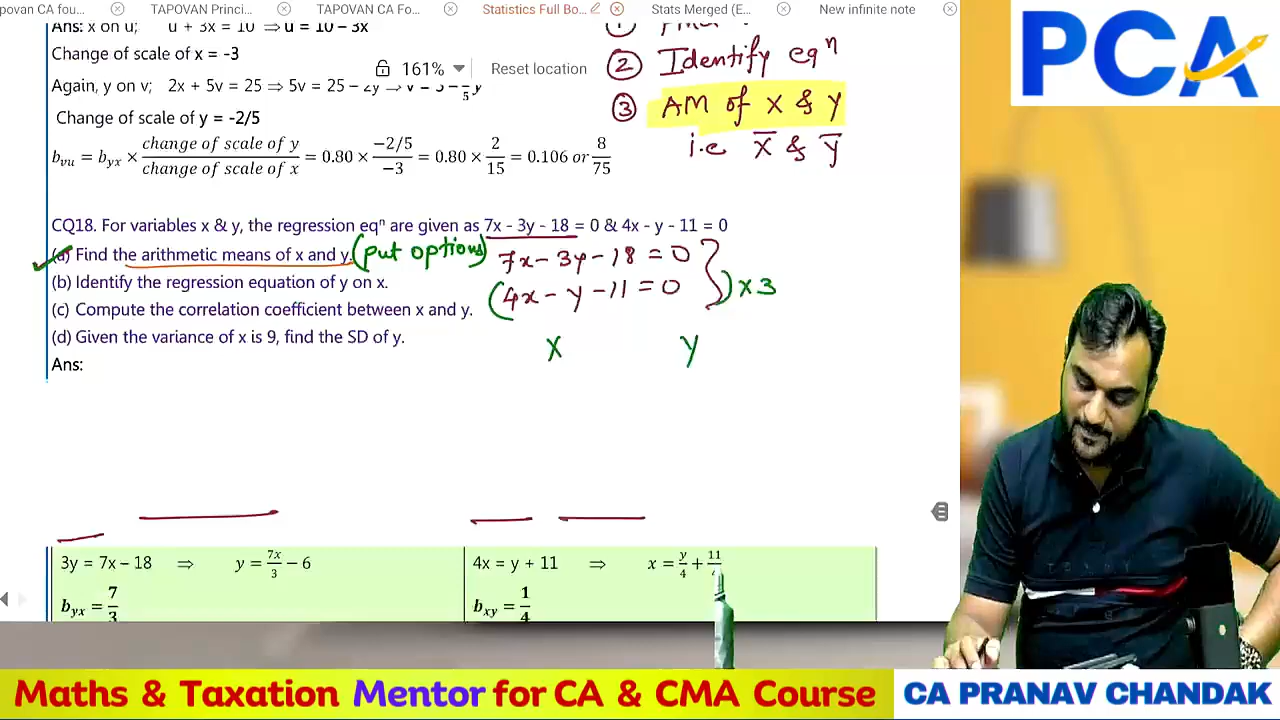 TAPOVAN Princi...
TAPOVAN CA Fo...
Statistics Full Bo...
Stats Merged (E...
New infinite note
Ans: x on u; u + 3x = 10 ⇒ u = 10 − 3x
Change of scale of x = -3
161%
Reset location
Again, y on v; 2x + 5v = 25 ⇒ 5v = 25 − 2y
Change of scale of y = -2/5
b_vu = b_yx × change of scale of y / change of scale of x = 0.80 × −2/5 / −3 = 0.80 × 2/15 = 0.106 or 8/75
②  Identify eqⁿ
③ AM of x & y
i.e x̅ & y̅
CQ18. For variables x & y, the regression eqⁿ are given as 7x - 3y - 18 = 0 & 4x - y - 11 = 0
(a) Find the arithmetic means of x and y. (put options)
7x − 3y − 18 = 0
(b) Identify the regression equation of y on x.
(4x − y − 11 = 0) × 3
(c) Compute the correlation coefficient between x and y.
(d) Given the variance of x is 9, find the SD of y.
x y
Ans:
3y = 7x - 18 ⇒ y = 7x/3 − 6
b_yx = 7/3
4x = y + 11 ⇒ x = y/4 + 11/
b_xy = 1/4
PCA
Maths & Taxation Mentor for CA & CMA Course
CA PRANAV CHANDAK